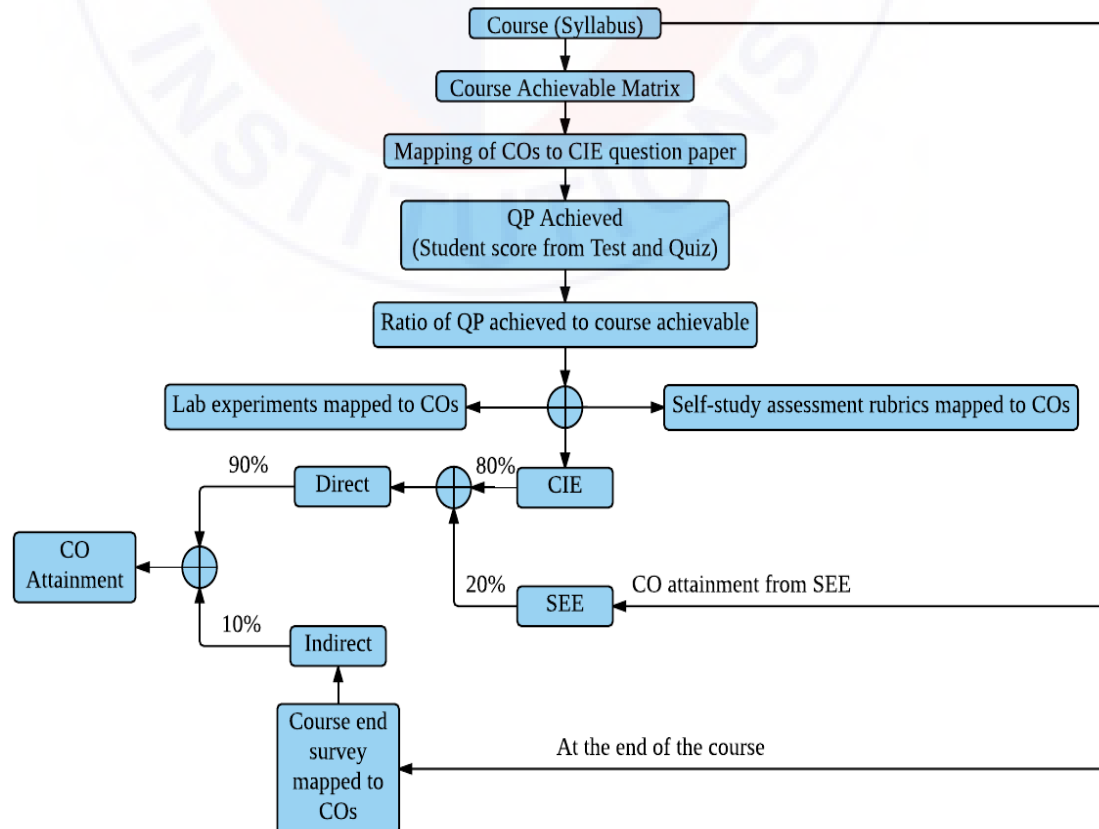 Course (Syllabus)
Course Achievable Matrix
Mapping of COs to CIE question paper
QP Achieved
(Student score from Test and Quiz)
Ratio of QP achieved to course achievable
Lab experiments mapped to COs
Self-study assessment rubrics mapped to COs
90%
Direct
80%
CIE
CO
Attainment
20%
SEE
CO attainment from SEE
10%
Indirect
Course end
survey
mapped to
COs
At the end of the course
INSTITUTIONS